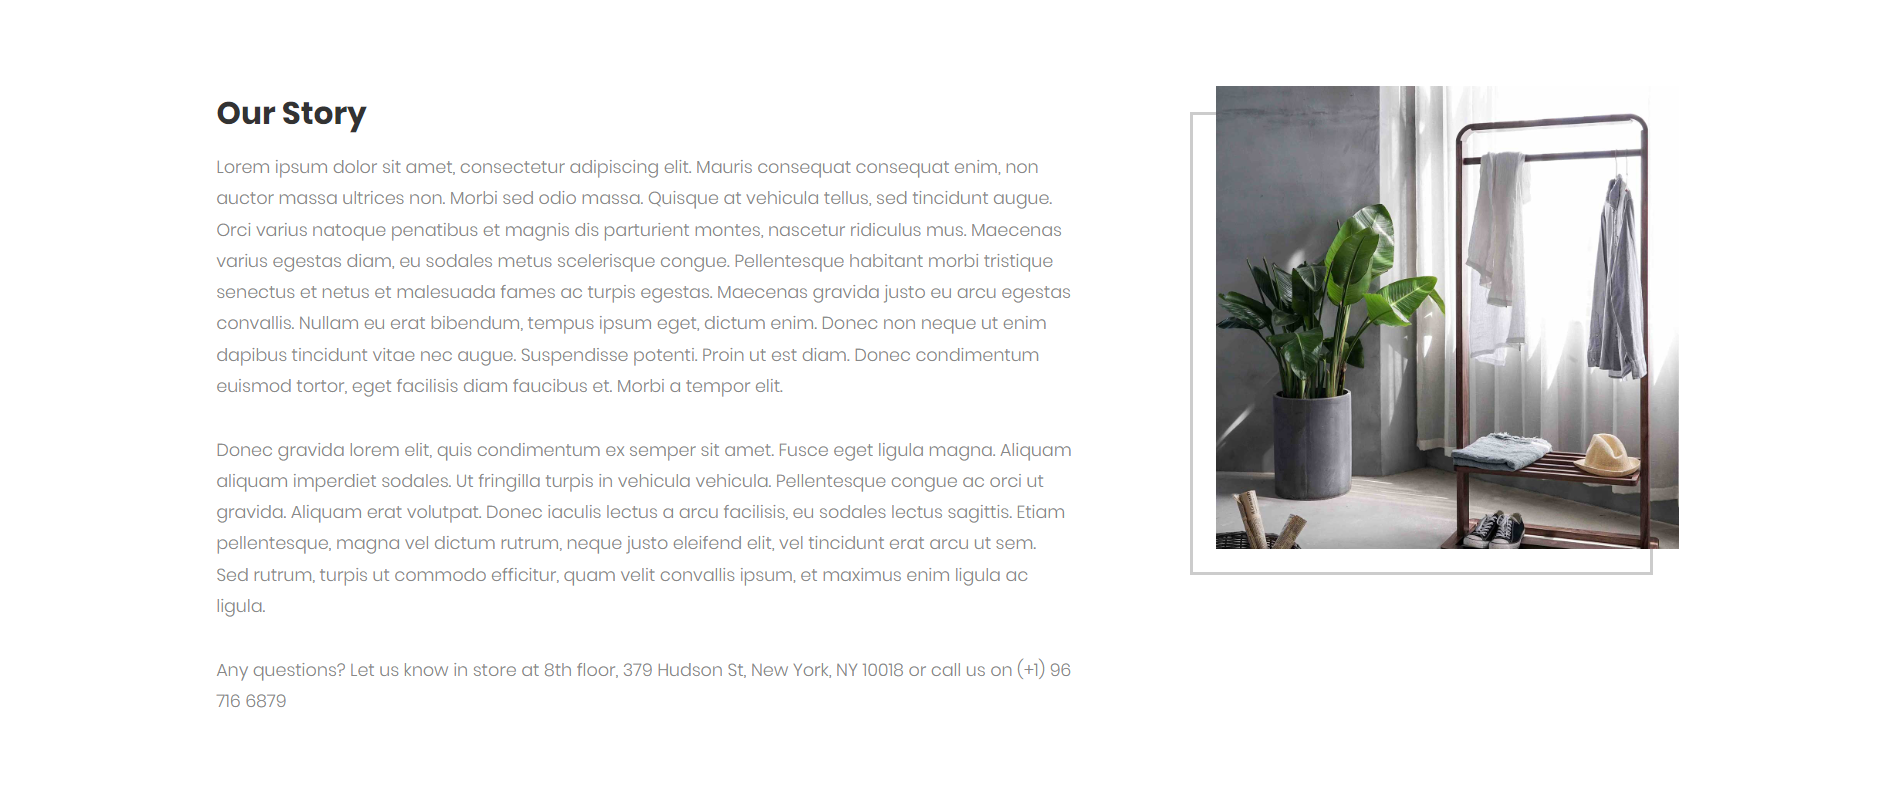 Our Story
Lorem ipsum dolor sit amet, consectetur adipiscing elit. Mauris consequat consequat enim, non
auctor massa ultrices non. Morbi sed odio massa. Quisque at vehicula tellus, sed tincidunt augue.
Orci varius natoque penatibus et magnis dis parturient montes, nascetur ridiculus mus. Maecenas
varius egestas diam, eu sodales metus scelerisque congue. Pellentesque habitant morbi tristique
senectus et netus et malesuada fames ac turpis egestas. Maecenas gravida justo eu arcu egestas
convallis. Nullam eu erat bibendum, tempus ipsum eget, dictum enim. Donec non neque ut enim
dapibus tincidunt vitae nec augue. Suspendisse potenti. Proin ut est diam. Donec condimentum
euismod tortor, eget facilisis diam faucibus et. Morbi a tempor elit.
Donec gravida lorem elit, quis condimentum ex semper sit amet. Fusce eget ligula magna. Aliquam
aliquam imperdiet sodales. Ut fringilla turpis in vehicula vehicula. Pellentesque congue ac orci ut
gravida. Aliquam erat volutpat. Donec iaculis lectus a arcu facilisis, eu sodales lectus sagittis. Etiam
pellentesque, magna vel dictum rutrum, neque justo eleifend elit, vel tincidunt erat arcu ut sem.
Sed rutrum, turpis ut commodo efficitur, quam velit convallis ipsum, et maximus enim ligula ac
ligula.
Any questions? Let us know in store at 8th floor, 379 Hudson St, New York, NY 10018 or call us on (+1) 96
716 6879